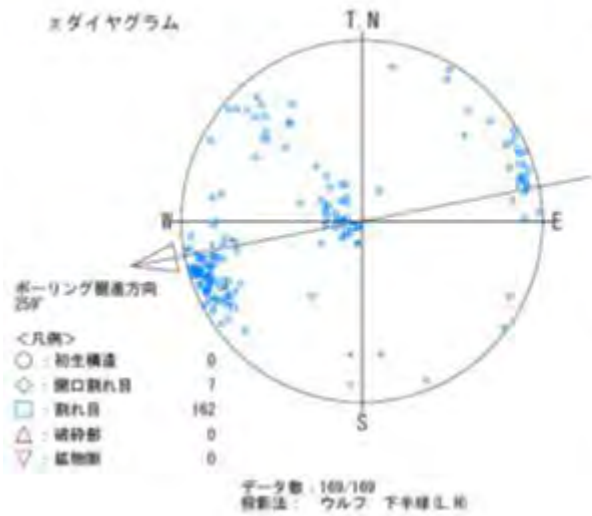 πダイヤグラム
T.N
W
E
S
ボーリング掘進方向
259°
<凡例>
○ : 初生構造 0
◇ : 開口割れ目 7
□ : 割れ目 162
△ : 破砕部 0
▽ : 鉱物脈 0
データ数 : 169/169
投影法 : ウルフ 下半球(L.H)